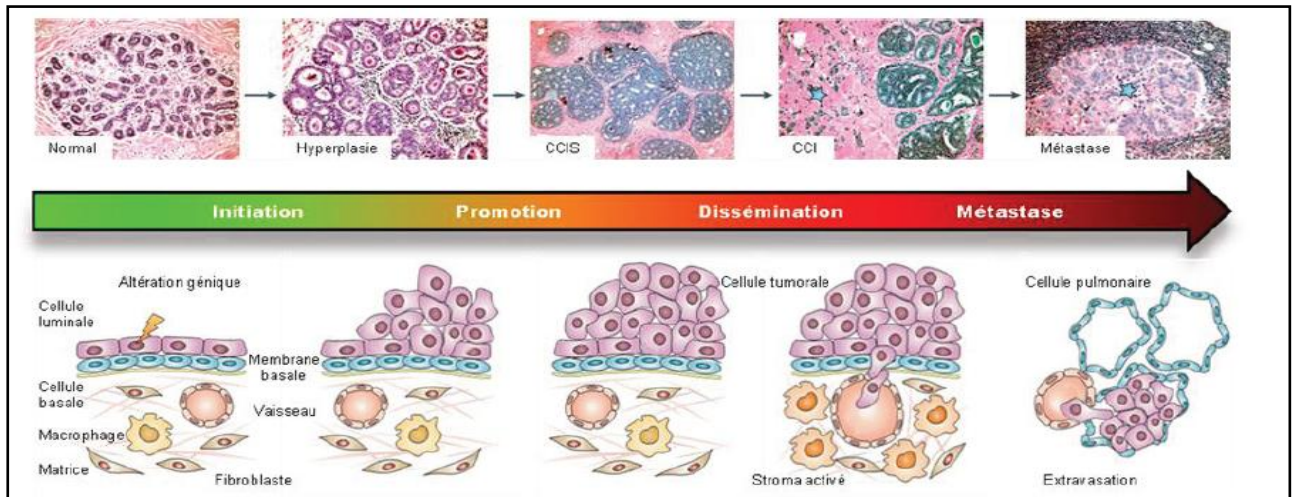 Normal
Hyperplasie
CCIS
CCI
Métastase
Initiation
Promotion
Dissémination
Métastase
Altération génique
Cellule tumorale
Cellule pulmonaire
Cellule
luminale
Membrane
basale
Cellule
basale
Vaisseau
Macrophage
Matrice
Fibroblaste
Stroma activé
Extravasation